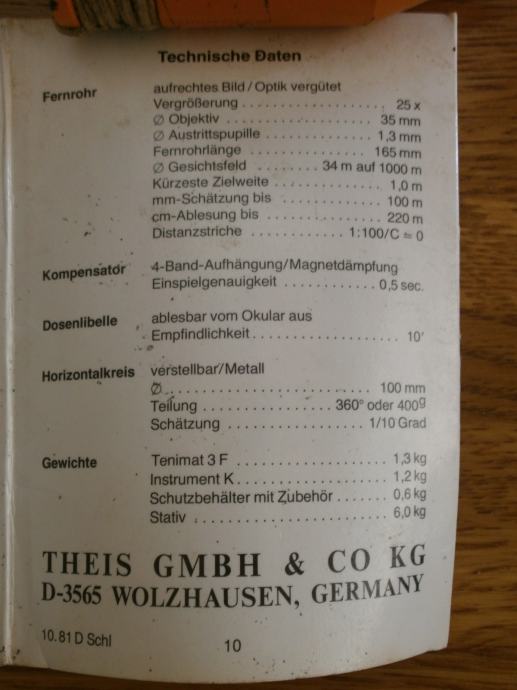 Technische Daten
Fernrohr aufrechtes Bild / Optik vergütet
Vergrößerung ..................... 25 x
∅ Objektiv ........................ 35 mm
∅ Austrittspupille ............... 1,3 mm
Fernrohrlänge .................. 165 mm
∅ Gesichtsfeld ........ 34 m auf 1000 m
Kürzeste Zielweite ............... 1,0 m
mm-Schätzung bis ............... 100 m
cm-Ablesung bis ................ 220 m
Distanzstriche ............ 1:100/C = 0
Kompensator 4-Band-Aufhängung/Magnetdämpfung
Einspielgenauigkeit ............ 0,5 sec.
Dosenlibelle ablesbar vom Okular aus
Empfindlichkeit ..................... 10'
Horizontalkreis verstellbar/Metall
∅ ............................ 100 mm
Teilung ................. 360° oder 400g
Schätzung ................... 1/10 Grad
Gewichte Tenimat 3 F .................... 1,3 kg
Instrument K .................... 1,2 kg
Schutzbehälter mit Zubehör ....... 0,6 kg
Stativ .......................... 6,0 kg
THEIS GMBH & CO KG
D-3565 WOLZHAUSEN, GERMANY
10.81 D Schl 10